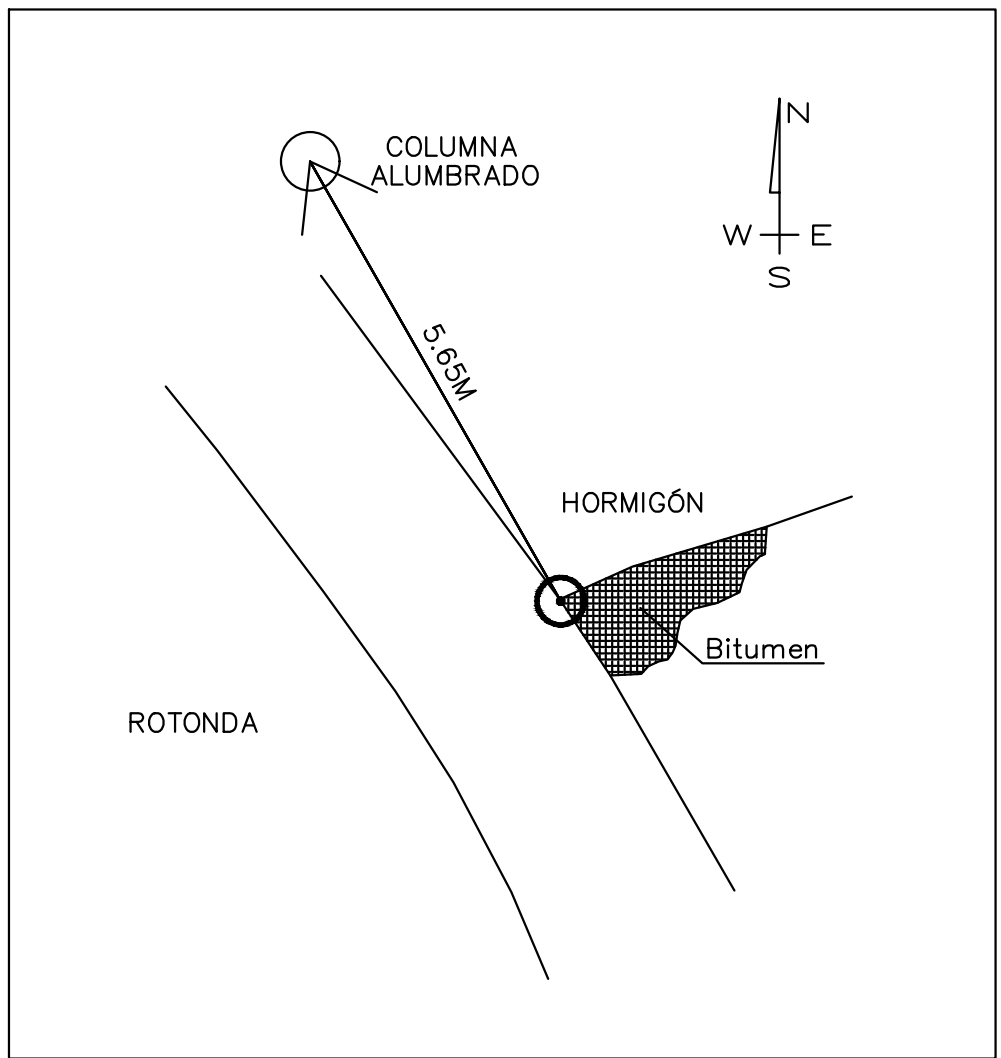 COLUMNA
ALUMBRADO
N
W E
S
5.65M
HORMIGÓN
Bitumen
ROTONDA